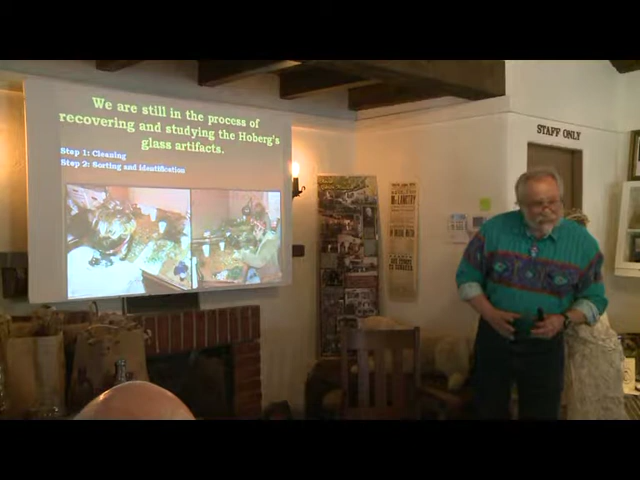 We are still in the process of
recovering and studying the Hoberg's
glass artifacts.
Step 1: Cleaning
Step 2: Sorting and identification
STAFF ONLY